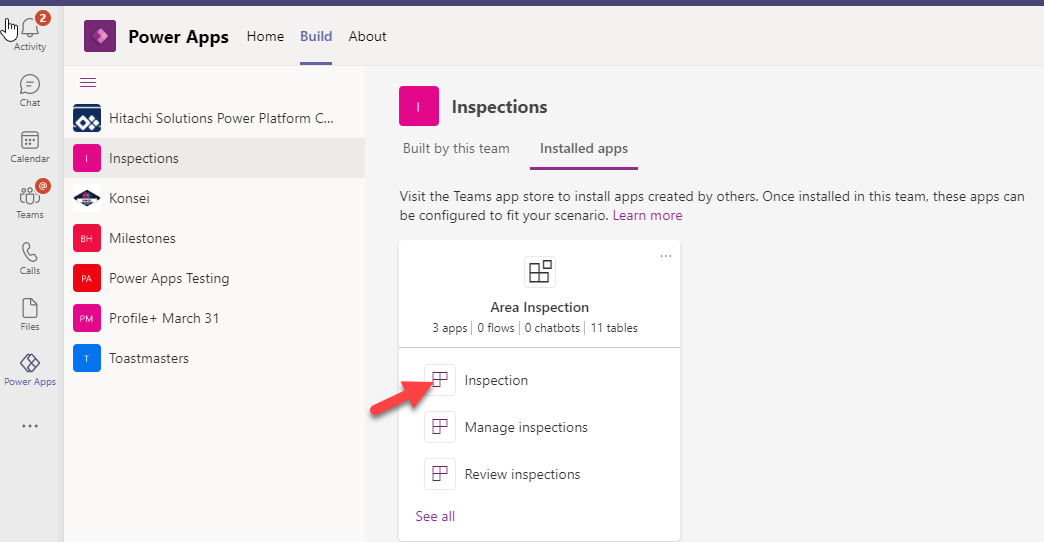 2
Activity
Chat
Calendar
@
Teams
Calls
Files
Power Apps
Power Apps Home Build About
Hitachi Solutions Power Platform C...
I Inspections
Konsei
BH Milestones
PA Power Apps Testing
PM Profile+ March 31
T Toastmasters
I Inspections
Built by this team Installed apps
Visit the Teams app store to install apps created by others. Once installed in this team, these apps can
be configured to fit your scenario. Learn more
Area Inspection
3 apps | 0 flows | 0 chatbots | 11 tables
Inspection
Manage inspections
Review inspections
See all